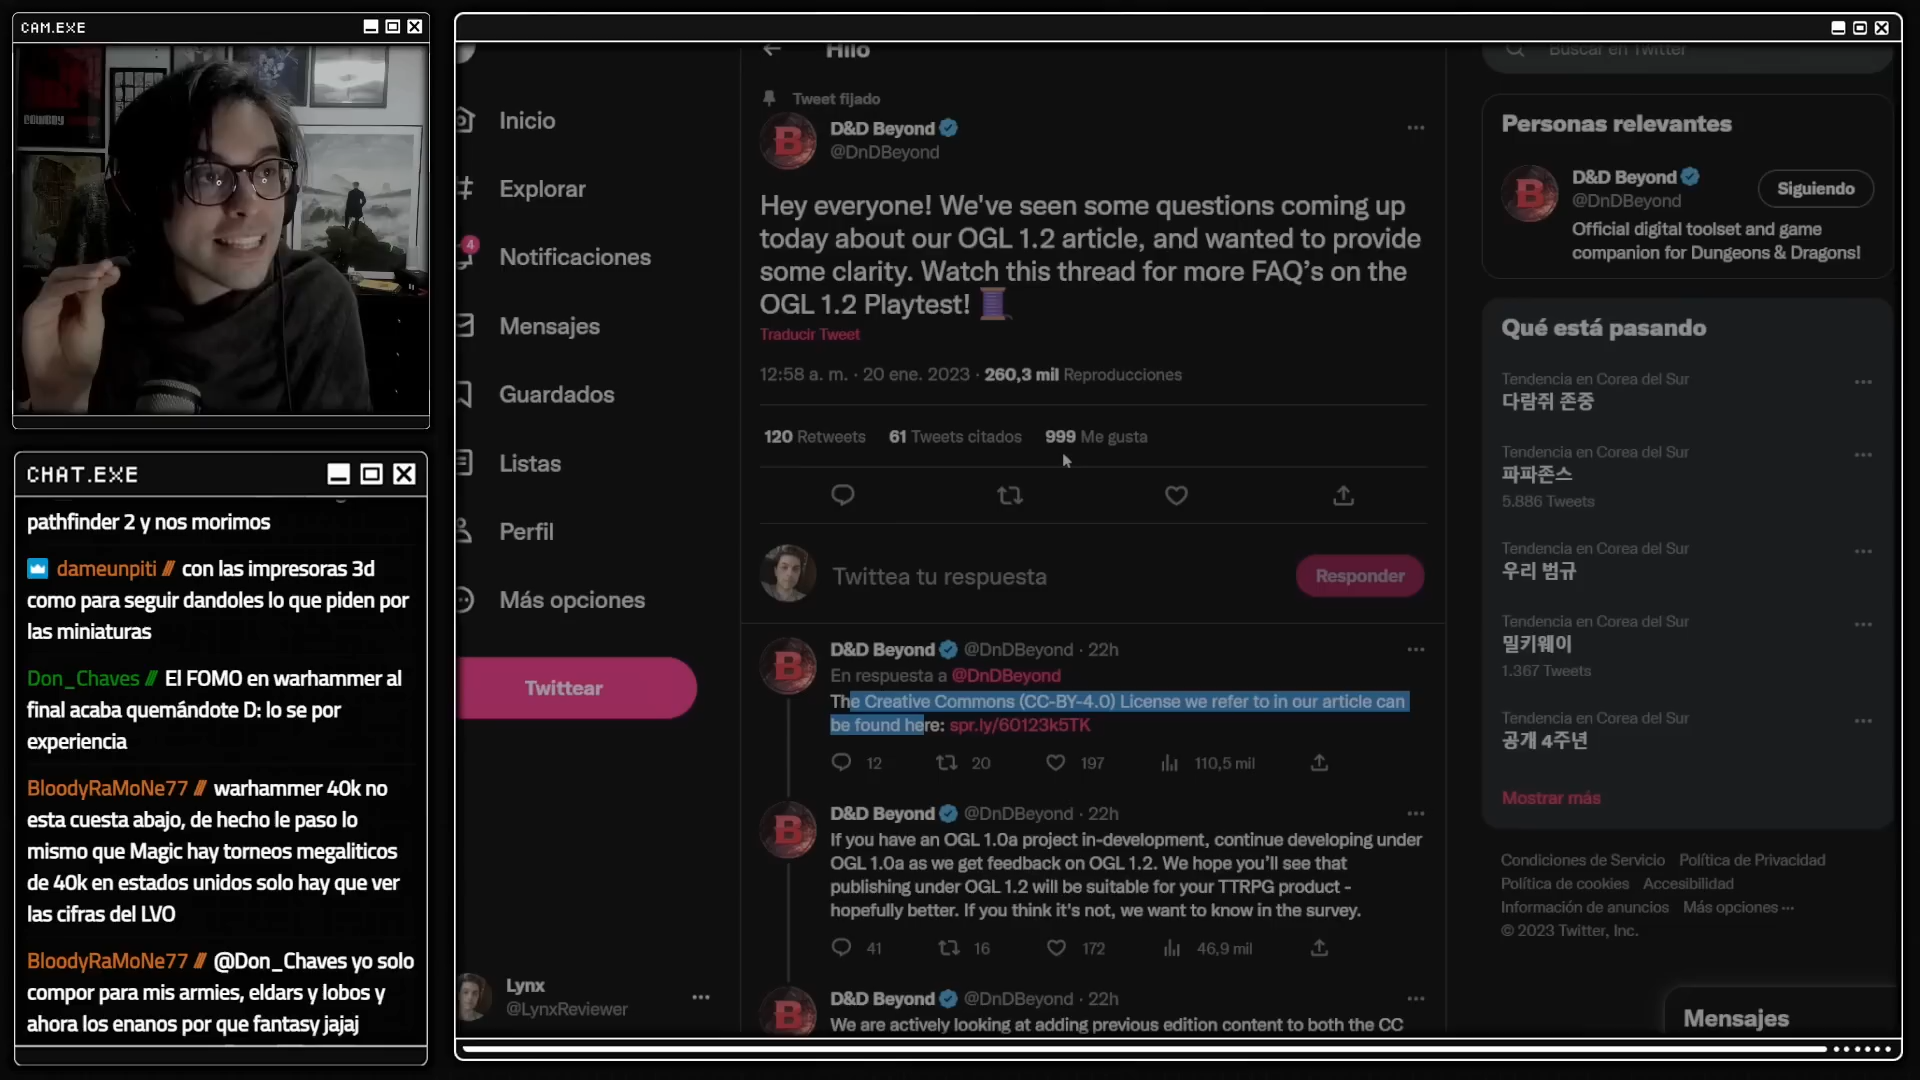 CAM.EXE
COWBOY
CHAT.EXE
pathfinder 2 y nos morimos
dameunpiti /// con las impresoras 3d
como para seguir dandoles lo que piden por
las miniaturas
Don_Chaves /// El FOMO en warhammer al
final acaba quemándote D: lo se por
experiencia
BloodyRaMoNe77 /// warhammer 40k no
esta cuesta abajo, de hecho le paso lo
mismo que Magic hay torneos megaliticos
de 40k en estados unidos solo hay que ver
las cifras del LVO
BloodyRaMoNe77 /// @Don_Chaves yo solo
compor para mis armies, eldars y lobos y
ahora los enanos por que fantasy jajaj
Inicio
Explorar
4
Notificaciones
Mensajes
Guardados
Listas
Perfil
Más opciones
Twittear
Lynx
@LynxReviewer
Hilo
Tweet fijado
D&D Beyond
@DnDBeyond
Hey everyone! We've seen some questions coming up
today about our OGL 1.2 article, and wanted to provide
some clarity. Watch this thread for more FAQ's on the
OGL 1.2 Playtest!
Traducir Tweet
12:58 a. m. · 20 ene. 2023 · 260,3 mil Reproducciones
120 Retweets 61 Tweets citados 999 Me gusta
Twittea tu respuesta
Responder
D&D Beyond @DnDBeyond · 22h
En respuesta a @DnDBeyond
The Creative Commons (CC-BY-4.0) License we refer to in our article can
be found here: spr.ly/60123k5TK
12 20 197 110,5 mil
D&D Beyond @DnDBeyond · 22h
If you have an OGL 1.0a project in-development, continue developing under
OGL 1.0a as we get feedback on OGL 1.2. We hope you'll see that
publishing under OGL 1.2 will be suitable for your TTRPG product -
hopefully better. If you think it's not, we want to know in the survey.
41 16 172 46,9 mil
D&D Beyond @DnDBeyond · 22h
We are actively looking at adding previous edition content to both the CC
Buscar en Twitter
Personas relevantes
D&D Beyond
@DnDBeyond
Siguiendo
Official digital toolset and game
companion for Dungeons & Dragons!
Qué está pasando
Tendencia en Corea del Sur
다람쥐 존중
Tendencia en Corea del Sur
파파존스
5.886 Tweets
Tendencia en Corea del Sur
우리 범규
Tendencia en Corea del Sur
밀키웨이
1.367 Tweets
Tendencia en Corea del Sur
공개 4주년
Mostrar más
Condiciones de Servicio Política de Privacidad
Política de cookies Accesibilidad
Información de anuncios Más opciones ···
© 2023 Twitter, Inc.
Mensajes